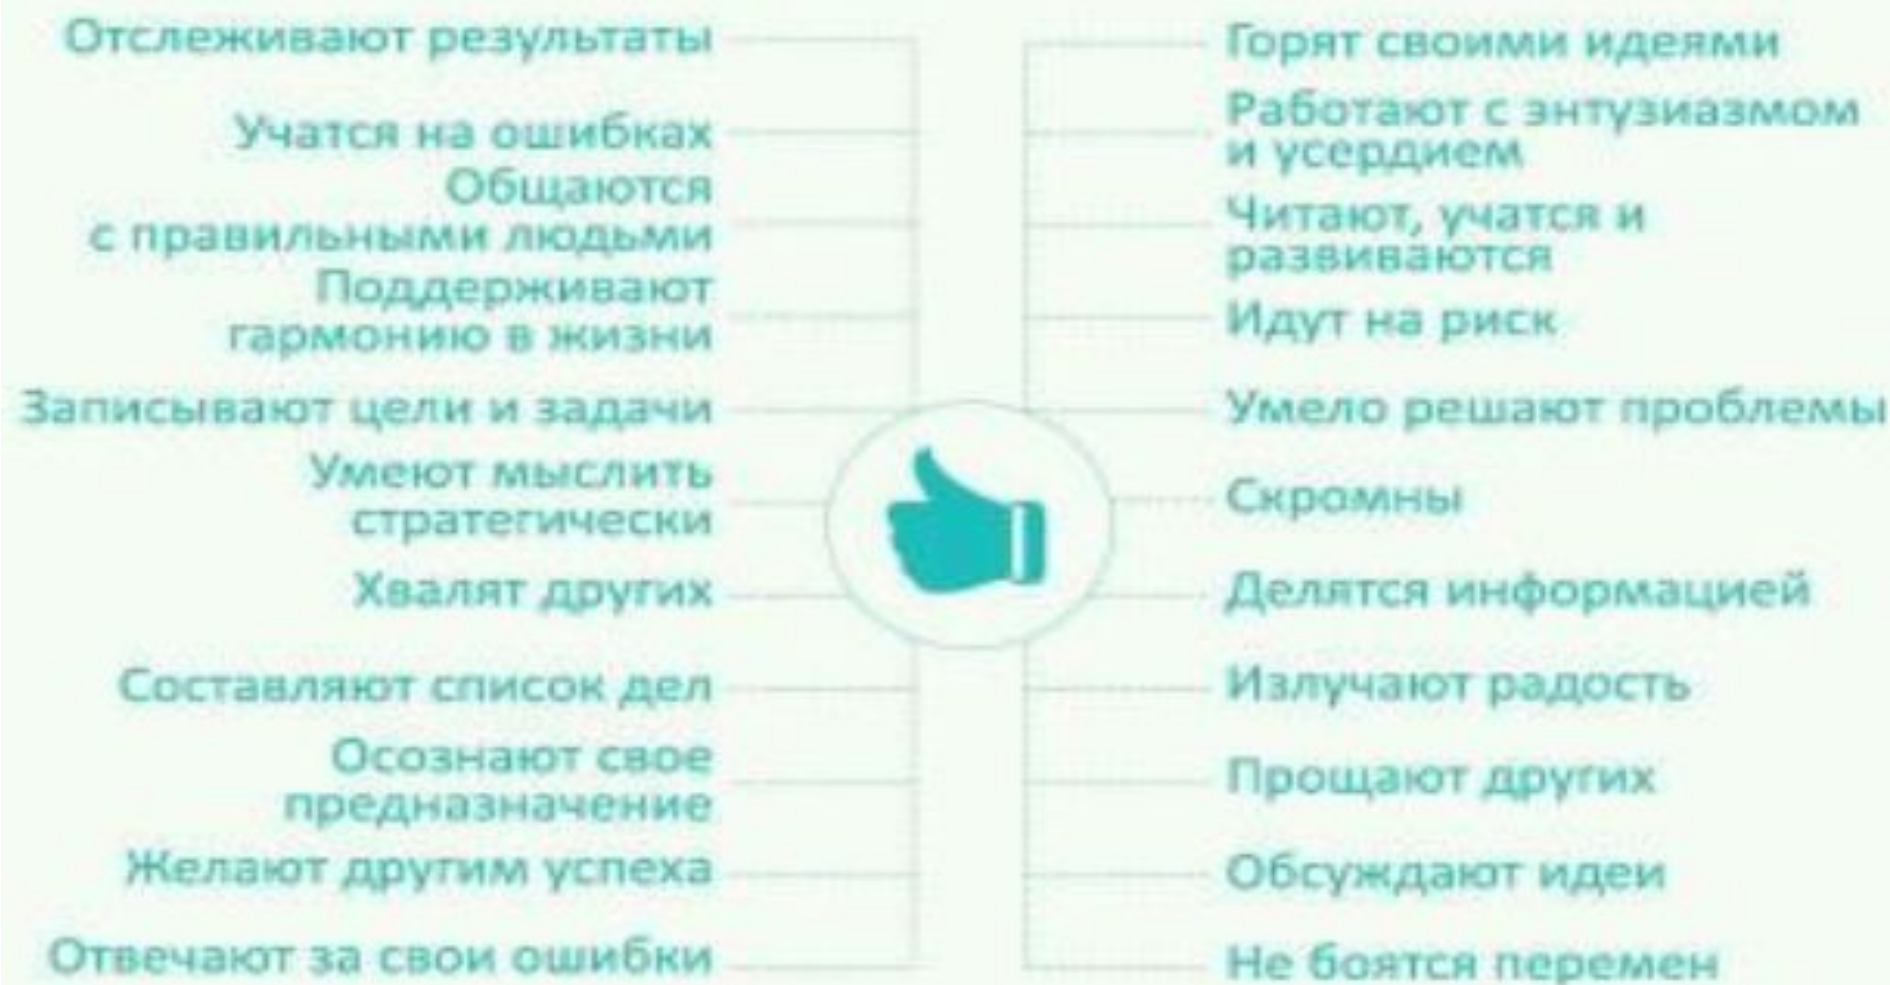 Отслеживают результаты
Учатся на ошибках
Общаются
с правильными людьми
Поддерживают
гармонию в жизни
Записывают цели и задачи
Умеют мыслить
стратегически
Хвалят других
Составляют список дел
Осознают свое
предназначение
Желают другим успеха
Отвечают за свои ошибки
Горят своими идеями
Работают с энтузиазмом
и усердием
Читают, учатся и
развиваются
Идут на риск
Умело решают проблемы
Скромны
Делятся информацией
Излучают радость
Прощают других
Обсуждают идеи
Не боятся перемен